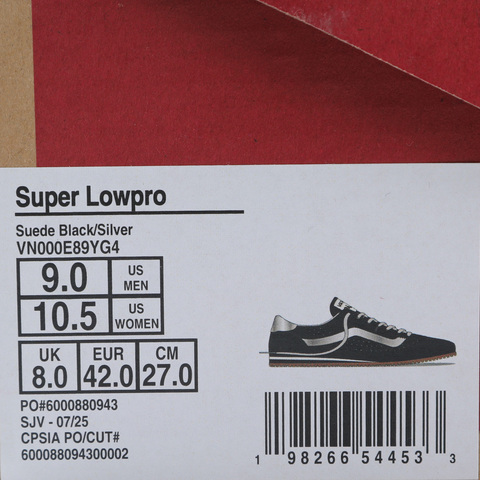 Super Lowpro
Suede Black/Silver
VN000E89YG4
9.0 US MEN
10.5 US WOMEN
UK EUR CM
8.0 42.0 27.0
PO#6000880943
SJV - 07/25
CPSIA PO/CUT#
600088094300002
1 98266 54453 3